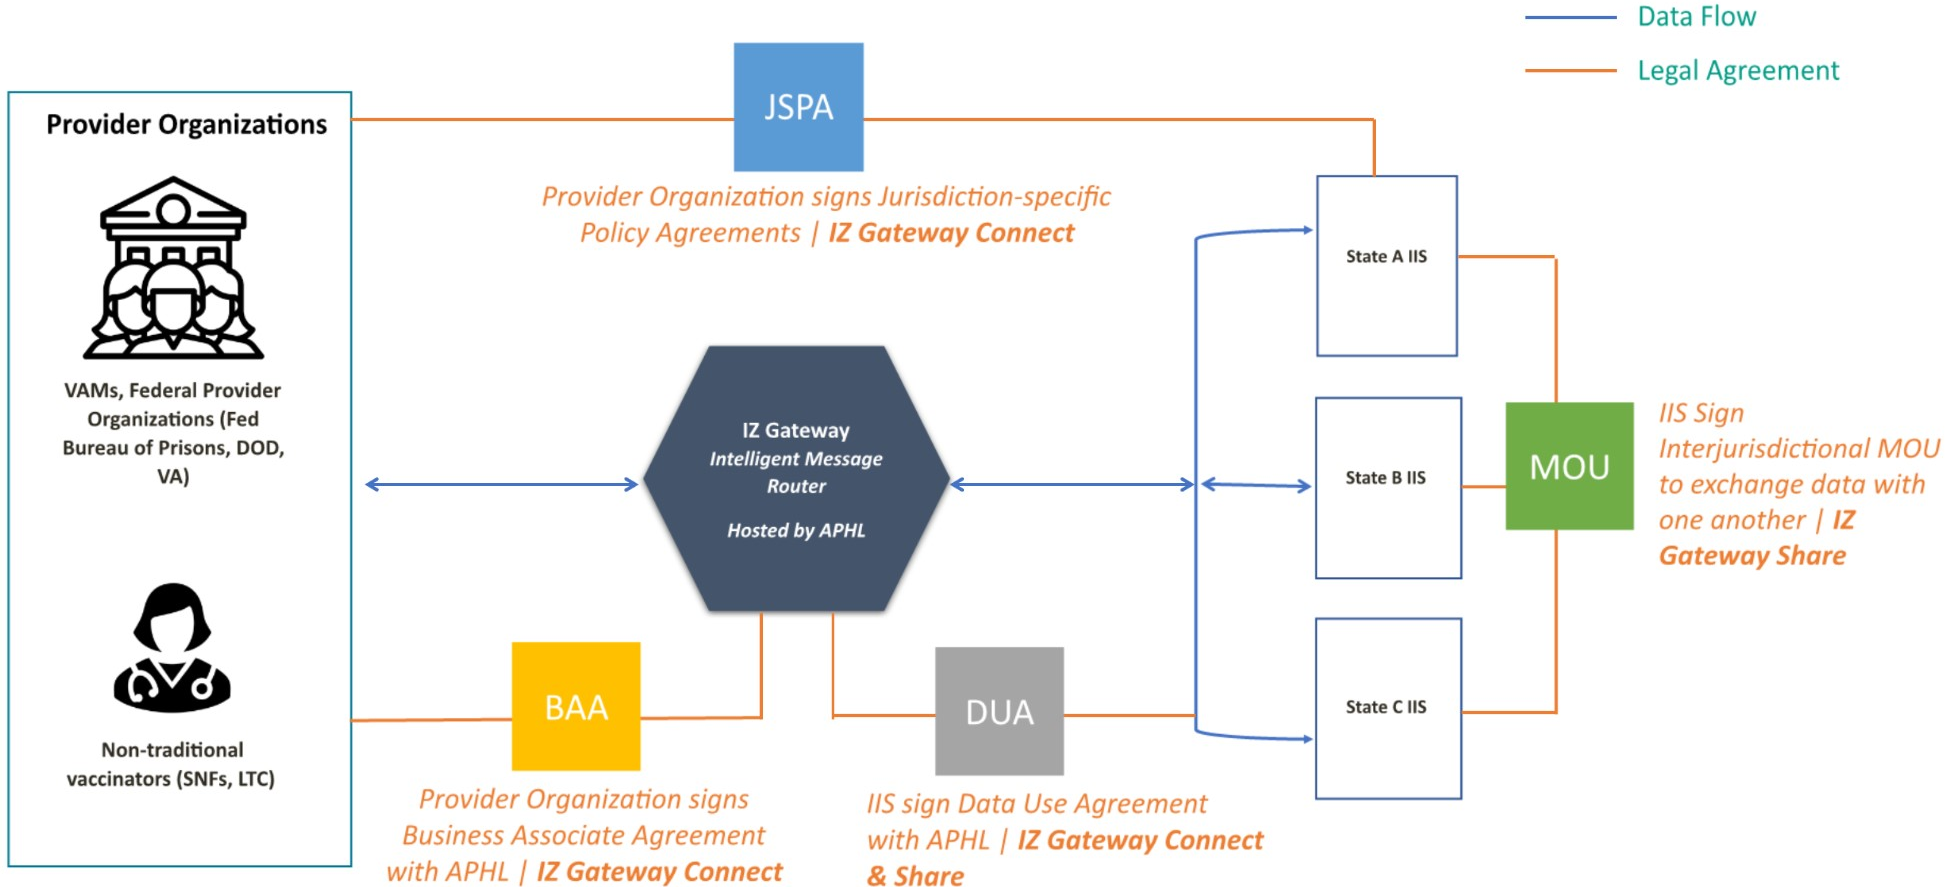 Data Flow
Legal Agreement
Provider Organizations
JSPA
Provider Organization signs Jurisdiction-specific
Policy Agreements | IZ Gateway Connect
VAMs, Federal Provider
Organizations (Fed
Bureau of Prisons, DOD,
VA)
Non-traditional
vaccinators (SNFs, LTC)
IZ Gateway
Intelligent Message
Router
Hosted by APHL
BAA
Provider Organization signs
Business Associate Agreement
with APHL | IZ Gateway Connect
DUA
IIS sign Data Use Agreement
with APHL | IZ Gateway Connect
& Share
State A IIS
State B IIS
State C IIS
MOU
IIS Sign
Interjurisdictional MOU
to exchange data with
one another | IZ
Gateway Share